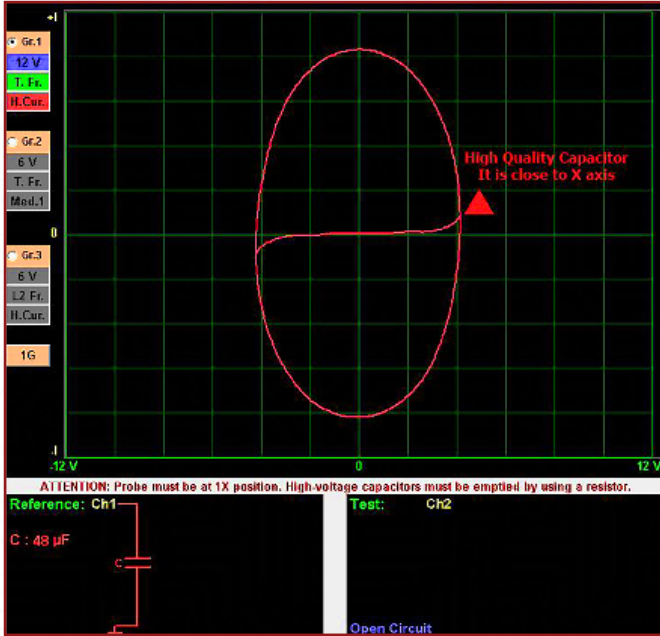 +I
Gr.1
12 V
T. Fr.
H.Cur.
Gr.2
6 V
T. Fr.
Med.1
Gr.3
6 V
L2 Fr.
H.Cur.
1G
High Quality Capacitor
It is close to X axis
0
-I
-12 V
0
12 V
ATTENTION: Probe must be at 1X position. High-voltage capacitors must be emptied by using a resistor.
Reference: Ch1
C : 48 µF
C
Test: Ch2
Open Circuit